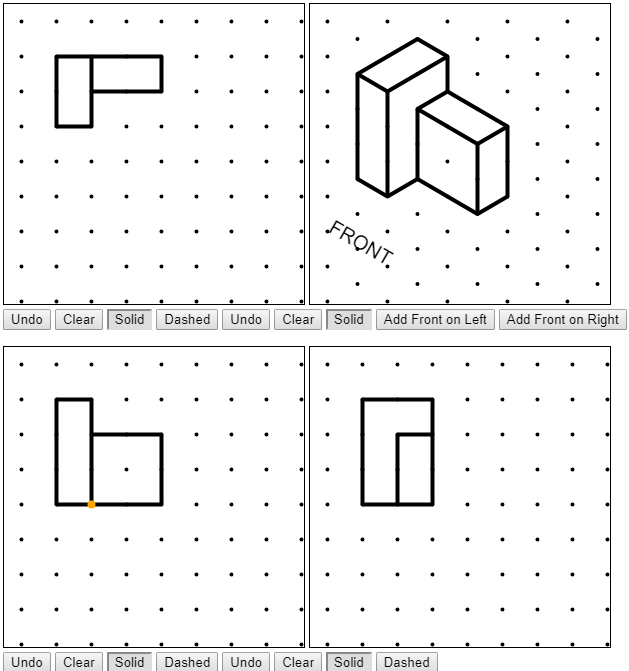 FRONT
Undo Clear Solid Dashed Undo Clear Solid Add Front on Left Add Front on Right
Undo Clear Solid Dashed Undo Clear Solid Dashed